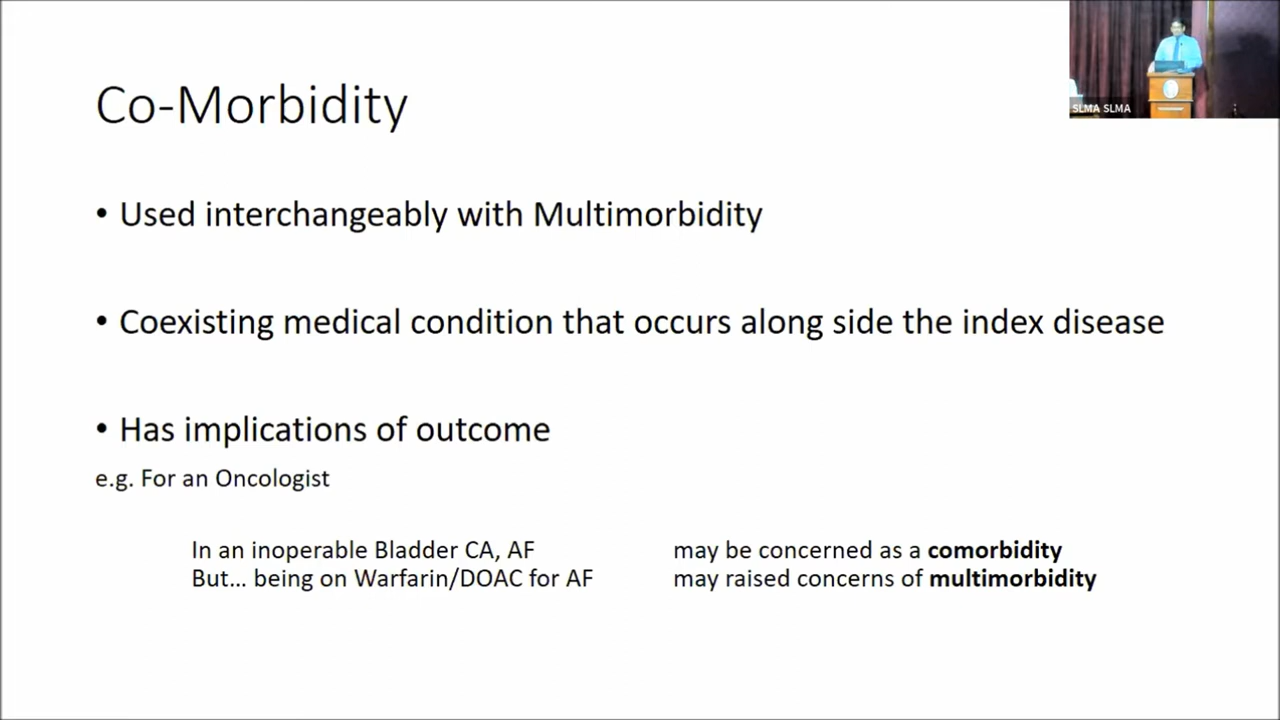 SLMA SLMA
Co-Morbidity
• Used interchangeably with Multimorbidity
• Coexisting medical condition that occurs along side the index disease
• Has implications of outcome
e.g. For an Oncologist
In an inoperable Bladder CA, AF may be concerned as a comorbidity
But... being on Warfarin/DOAC for AF may raised concerns of multimorbidity